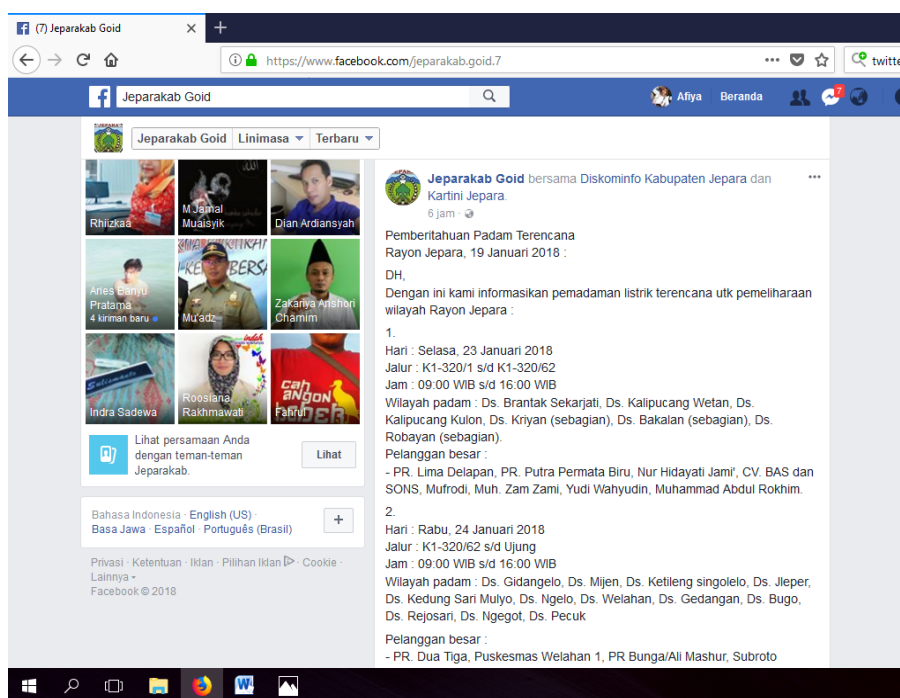 (7) Jeparakab Goid
https://www.facebook.com/jeparakab.goid.7
twitte
Jeparakab Goid
Afiya
Beranda
7
Jeparakab Goid
Linimasa
Terbaru
Rhiizkaa
M Jamal
Muaisyik
Dian Ardiansyah
Aries Banyu
Pratama
4 kiriman baru
Mu'adz
Zakariya Anshori
Chamim
Indra Sadewa
Roosiana
Rakhmawati
Fahrul
Lihat persamaan Anda
dengan teman-teman
Jeparakab.
Lihat
Bahasa Indonesia · English (US) ·
Basa Jawa · Español · Português (Brasil)
Privasi · Ketentuan · Iklan · Pilihan Iklan · Cookie ·
Lainnya
Facebook © 2018
Jeparakab Goid bersama Diskominfo Kabupaten Jepara dan
Kartini Jepara.
6 jam ·
Pemberitahuan Padam Terencana
Rayon Jepara, 19 Januari 2018 :
DH,
Dengan ini kami informasikan pemadaman listrik terencana utk pemeliharaan
wilayah Rayon Jepara :
1.
Hari : Selasa, 23 Januari 2018
Jalur : K1-320/1 s/d K1-320/62
Jam : 09:00 WIB s/d 16:00 WIB
Wilayah padam : Ds. Brantak Sekarjati, Ds. Kalipucang Wetan, Ds.
Kalipucang Kulon, Ds. Kriyan (sebagian), Ds. Bakalan (sebagian), Ds.
Robayan (sebagian).
Pelanggan besar :
- PR. Lima Delapan, PR. Putra Permata Biru, Nur Hidayati Jami', CV. BAS dan
SONS, Mufrodi, Muh. Zam Zami, Yudi Wahyudin, Muhammad Abdul Rokhim.
2.
Hari : Rabu, 24 Januari 2018
Jalur : K1-320/62 s/d Ujung
Jam : 09:00 WIB s/d 16:00 WIB
Wilayah padam : Ds. Gidangelo, Ds. Mijen, Ds. Ketileng singolelo, Ds. Jleper,
Ds. Kedung Sari Mulyo, Ds. Ngelo, Ds. Welahan, Ds. Gedangan, Ds. Bugo,
Ds. Rejosari, Ds. Ngegot, Ds. Pecuk
Pelanggan besar :
- PR. Dua Tiga, Puskesmas Welahan 1, PR Bunga/Ali Mashur, Subroto